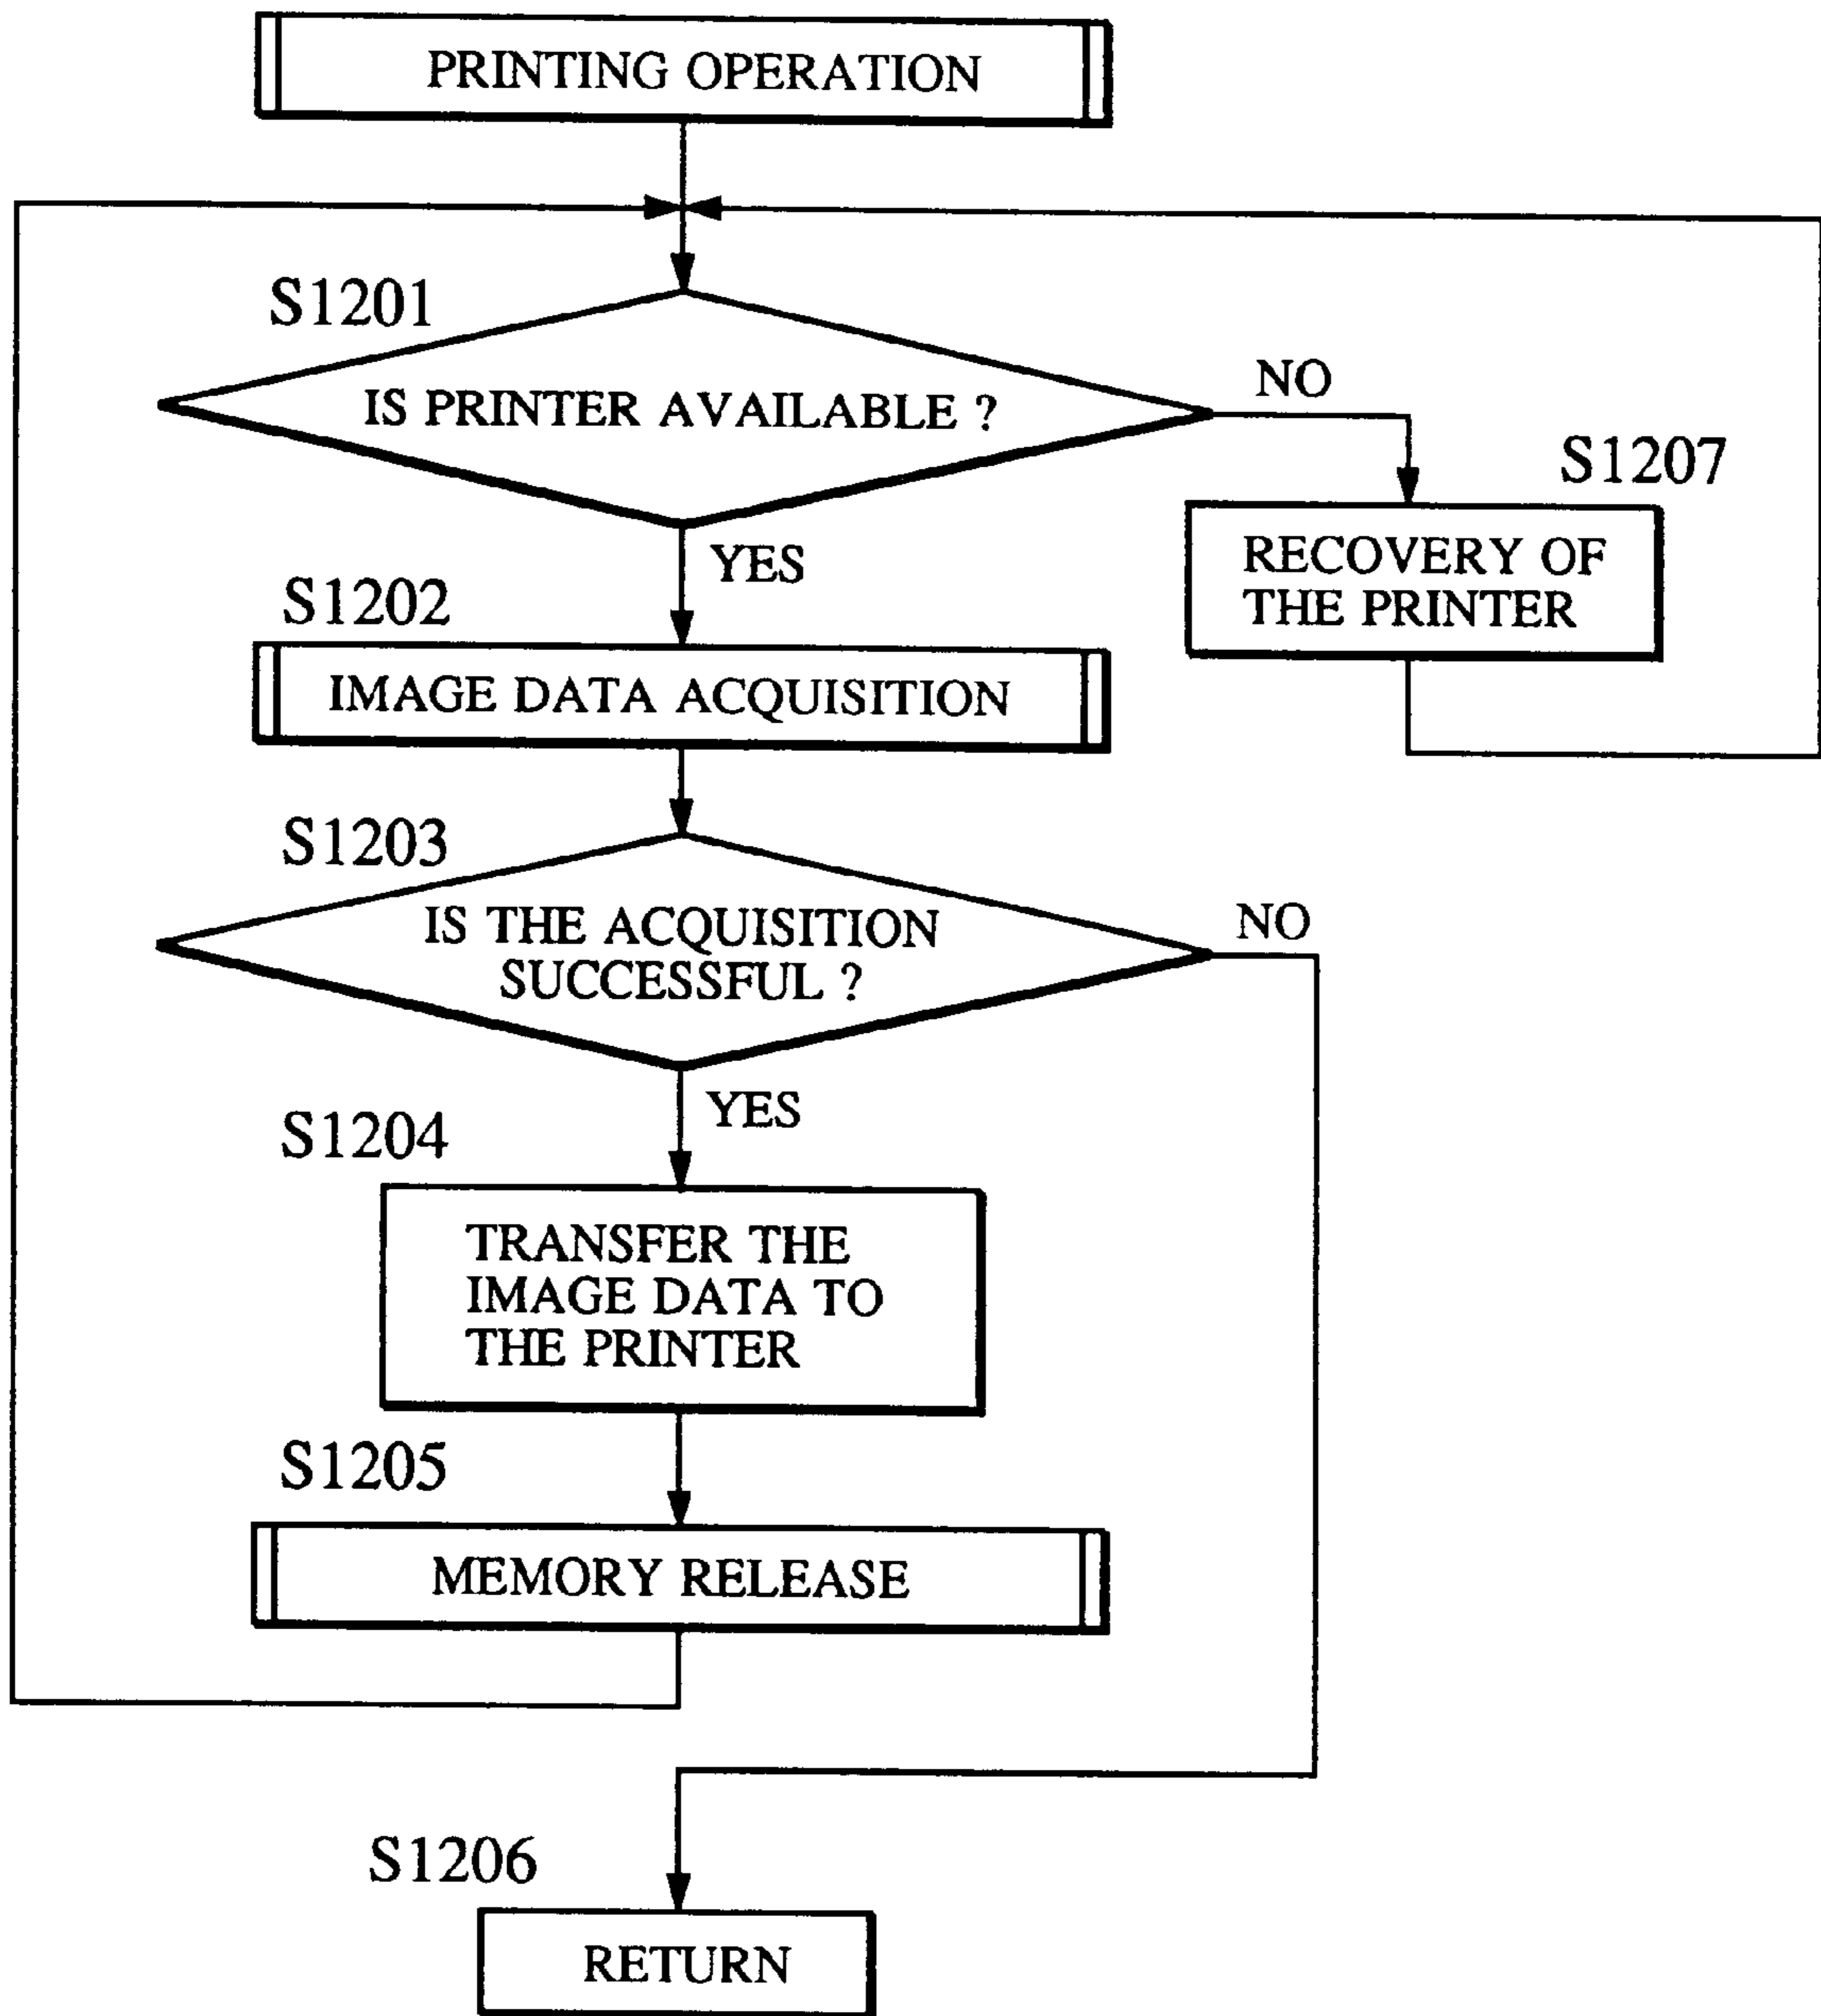 PRINTING OPERATION
S1201
IS PRINTER AVAILABLE ?
NO
S1207
RECOVERY OF
THE PRINTER
YES
S1202
IMAGE DATA ACQUISITION
S1203
IS THE ACQUISITION
SUCCESSFUL ?
NO
YES
S1204
TRANSFER THE
IMAGE DATA TO
THE PRINTER
S1205
MEMORY RELEASE
S1206
RETURN